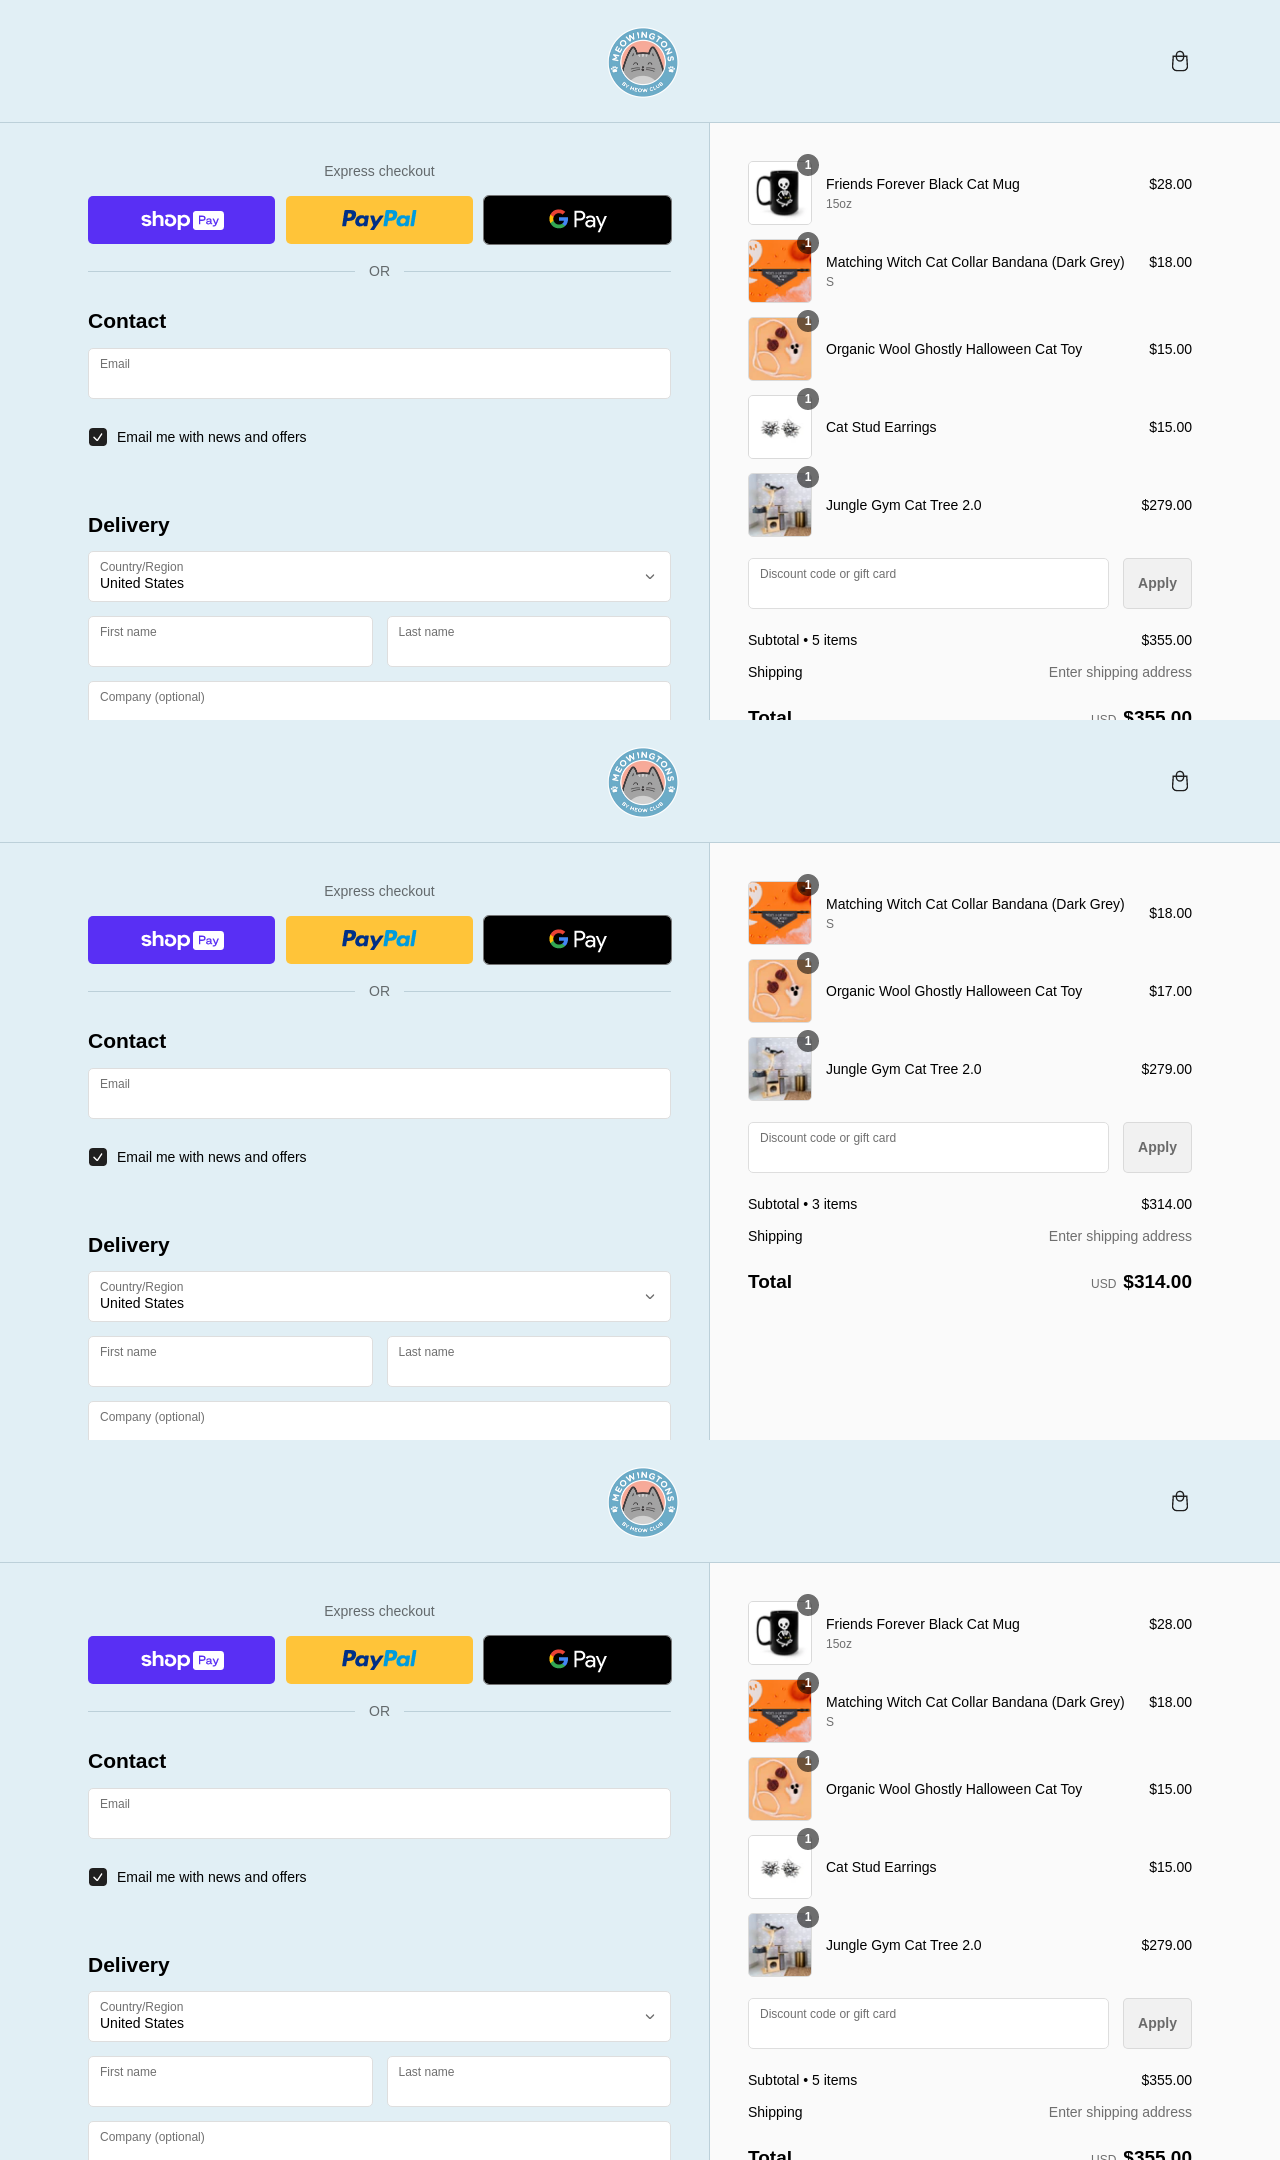 MEOWINGTONS
BY MEOW CLUB
Express checkout
shop Pay
PayPal
G Pay
OR
Contact
Email
Email me with news and offers
Delivery
Country/Region
United States
First name
Last name
Company (optional)
1
Friends Forever Black Cat Mug
$28.00
15oz
1
Matching Witch Cat Collar Bandana (Dark Grey)
$18.00
S
1
Organic Wool Ghostly Halloween Cat Toy
$15.00
1
Cat Stud Earrings
$15.00
1
Jungle Gym Cat Tree 2.0
$279.00
Discount code or gift card
Apply
Subtotal • 5 items
$355.00
Shipping
Enter shipping address
Total
USD $355.00
MEOWINGTONS
BY MEOW CLUB
Express checkout
shop Pay
PayPal
G Pay
OR
Contact
Email
Email me with news and offers
Delivery
Country/Region
United States
First name
Last name
Company (optional)
1
Matching Witch Cat Collar Bandana (Dark Grey)
S
$18.00
1
Organic Wool Ghostly Halloween Cat Toy
$17.00
1
Jungle Gym Cat Tree 2.0
$279.00
Discount code or gift card
Apply
Subtotal • 3 items
$314.00
Shipping
Enter shipping address
Total
USD $314.00
MEOWINGTONS
BY MEOW CLUB
Express checkout
shop Pay
PayPal
G Pay
OR
Contact
Email
Email me with news and offers
Delivery
Country/Region
United States
First name
Last name
Company (optional)
1
Friends Forever Black Cat Mug
$28.00
15oz
1
Matching Witch Cat Collar Bandana (Dark Grey)
$18.00
S
1
Organic Wool Ghostly Halloween Cat Toy
$15.00
1
Cat Stud Earrings
$15.00
1
Jungle Gym Cat Tree 2.0
$279.00
Discount code or gift card
Apply
Subtotal • 5 items
$355.00
Shipping
Enter shipping address
Total
USD $355.00